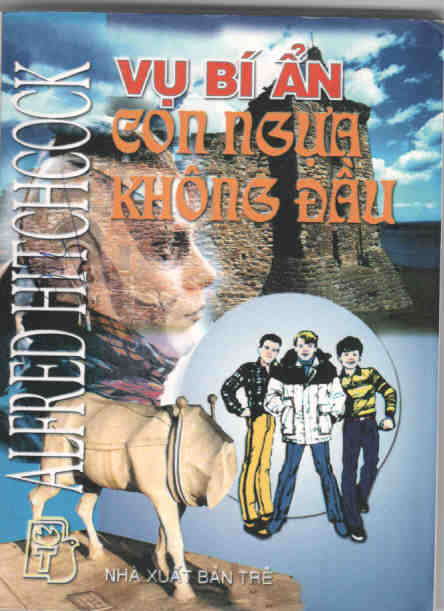 VỤ BÍ ẨN
CON NGỰA
KHÔNG ĐẦU
ALFRED HITCHCOCK
NHÀ XUẤT BẢN TRẺ